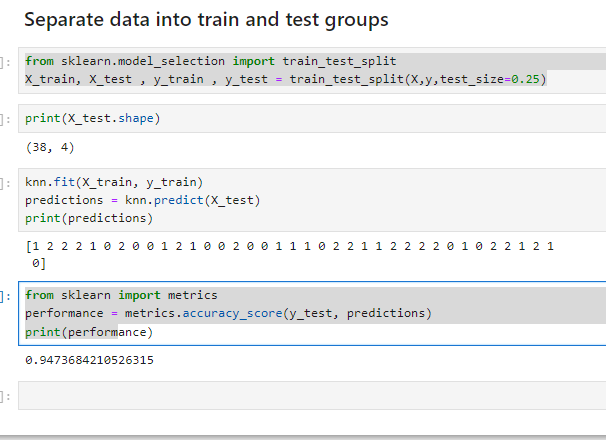 Separate data into train and test groups
]: from sklearn.model_selection import train_test_split
X_train, X_test , y_train , y_test = train_test_split(X,y,test_size=0.25)
]: print(X_test.shape)
(38, 4)
]: knn.fit(X_train, y_train)
predictions = knn.predict(X_test)
print(predictions)
[1 2 2 2 1 0 2 0 0 1 2 1 0 0 2 0 0 1 1 1 0 2 2 1 1 2 2 2 2 0 1 0 2 2 1 2 1
0]
]: from sklearn import metrics
performance = metrics.accuracy_score(y_test, predictions)
print(performance)
0.9473684210526315
]: